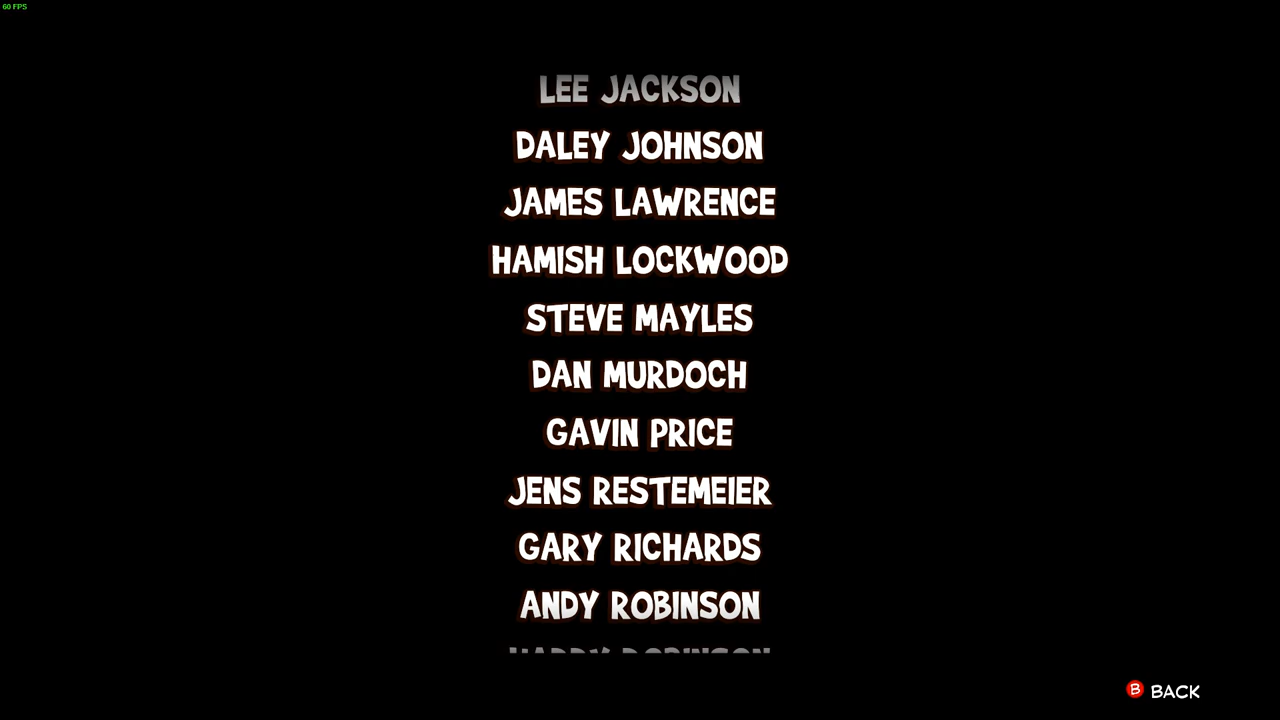 60 FPS
LEE JACKSON
DALEY JOHNSON
JAMES LAWRENCE
HAMISH LOCKWOOD
STEVE MAYLES
DAN MURDOCH
GAVIN PRICE
JENS RESTEMEIER
GARY RICHARDS
ANDY ROBINSON
B BACK